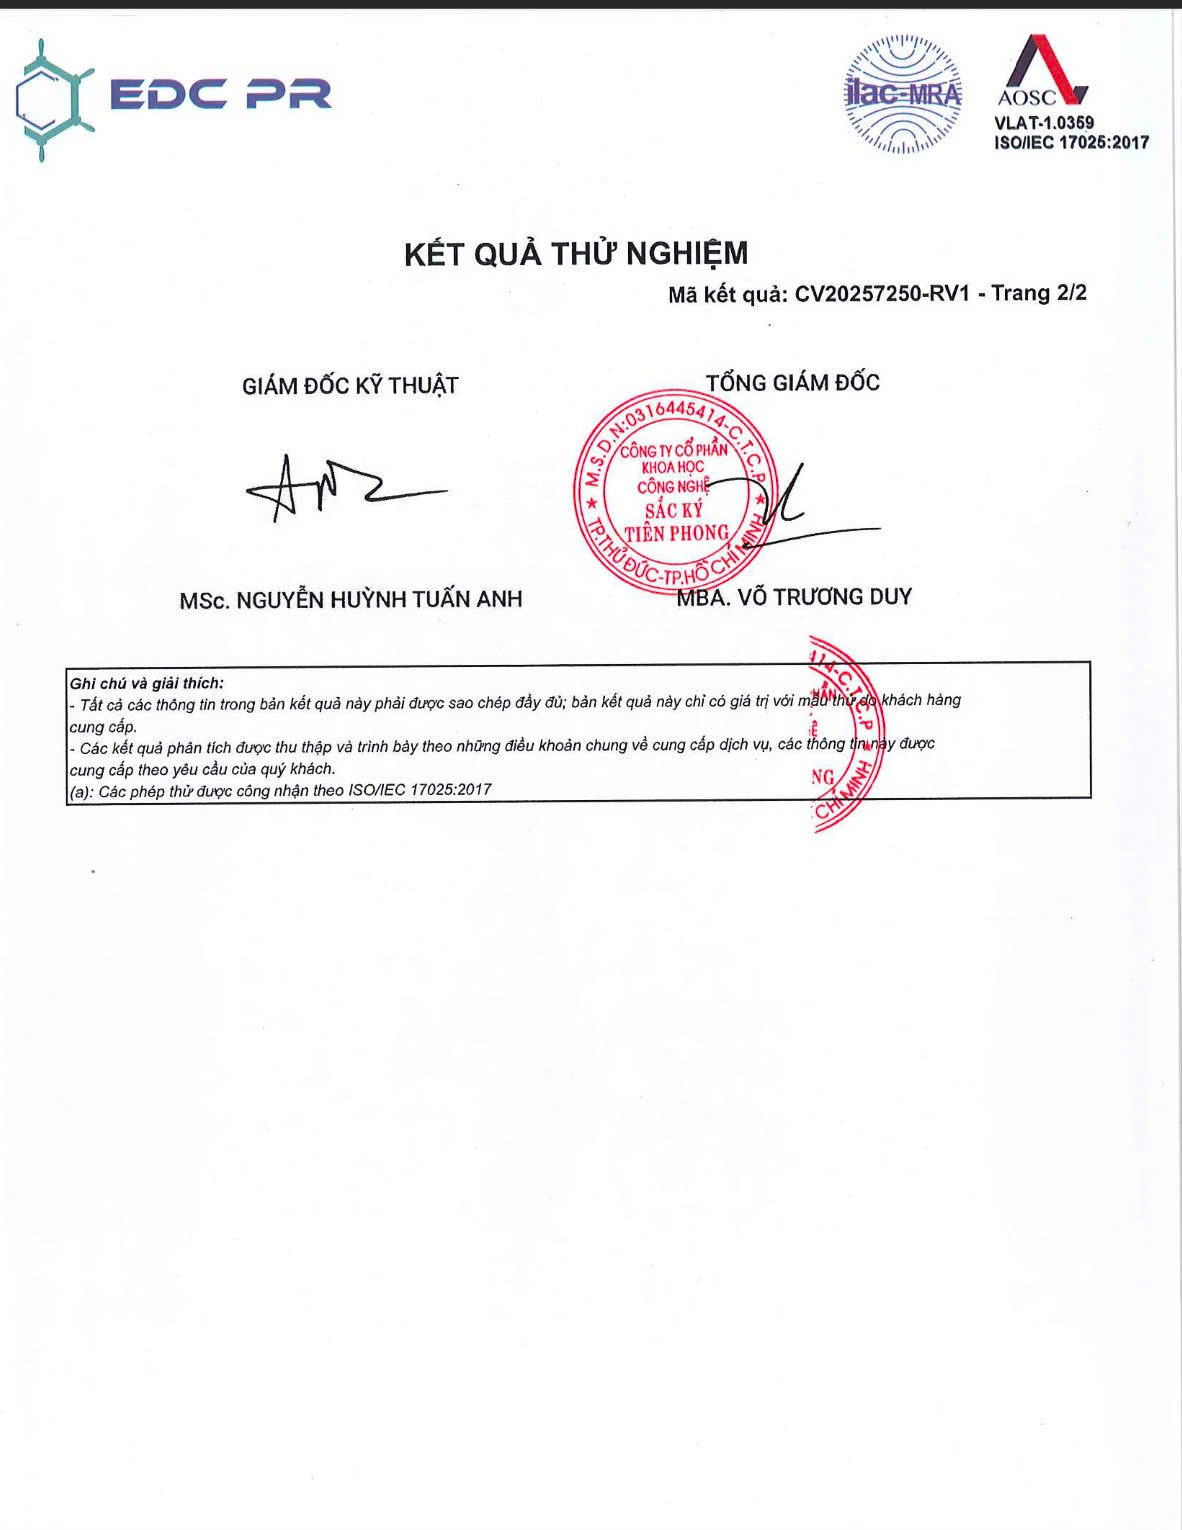 EDC PR
ilac-MRA
AOSC
VLAT-1.0359
ISO/IEC 17025:2017
KẾT QUẢ THỬ NGHIỆM
Mã kết quả: CV20257250-RV1 - Trang 2/2
GIÁM ĐỐC KỸ THUẬT
TỔNG GIÁM ĐỐC
M.S.D.N:0316445414-C.T.C.P
CÔNG TY CỔ PHẦN
KHOA HỌC
CÔNG NGHỆ
SẮC KÝ
TIÊN PHONG
TP.THỦ ĐỨC-TP.HỒ CHÍ MINH
MSc. NGUYỄN HUỲNH TUẤN ANH
MBA. VÕ TRƯƠNG DUY
Ghi chú và giải thích:
- Tất cả các thông tin trong bản kết quả này phải được sao chép đầy đủ; bản kết quả này chỉ có giá trị với mẫu thử do khách hàng
cung cấp.
- Các kết quả phân tích được thu thập và trình bày theo những điều khoản chung về cung cấp dịch vụ, các thông tin này được
cung cấp theo yêu cầu của quý khách.
(a): Các phép thử được công nhận theo ISO/IEC 17025:2017
414-C.T.C.P
NG
CHÍ MINH